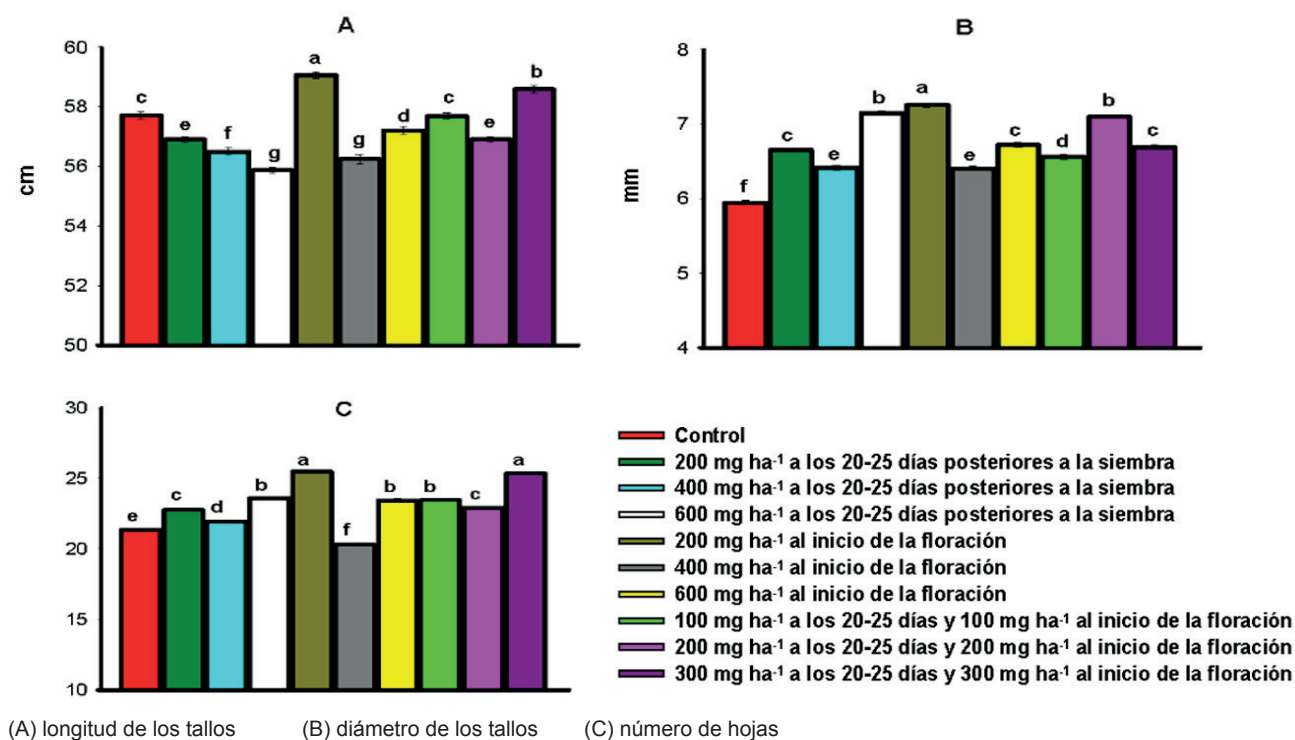 A
60
58
56
54
52
50
cm
c
e
f
g
a
g
d
c
e
b
B
8
7
6
5
4
mm
f
c
e
b
a
e
c
d
b
c
C
30
25
20
15
10
e
c
d
b
a
f
b
b
c
a
Control
200 mg ha-1 a los 20-25 días posteriores a la siembra
400 mg ha-1 a los 20-25 días posteriores a la siembra
600 mg ha-1 a los 20-25 días posteriores a la siembra
200 mg ha-1 al inicio de la floración
400 mg ha-1 al inicio de la floración
600 mg ha-1 al inicio de la floración
100 mg ha-1 a los 20-25 días y 100 mg ha-1 al inicio de la floración
200 mg ha-1 a los 20-25 días y 200 mg ha-1 al inicio de la floración
300 mg ha-1 a los 20-25 días y 300 mg ha-1 al inicio de la floración
(A) longitud de los tallos (B) diámetro de los tallos (C) número de hojas